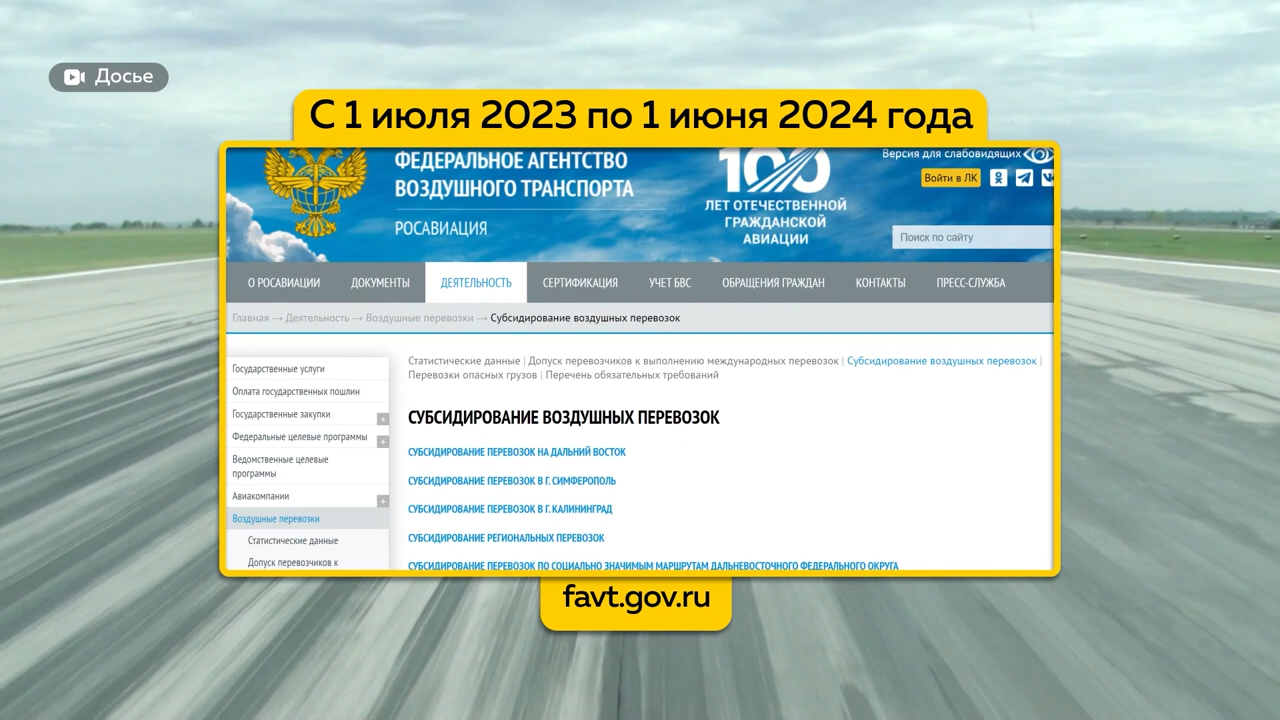 Досье
С 1 июля 2023 по 1 июня 2024 года
ФЕДЕРАЛЬНОЕ АГЕНТСТВО
ВОЗДУШНОГО ТРАНСПОРТА
РОСАВИАЦИЯ
100
ЛЕТ ОТЕЧЕСТВЕННОЙ
ГРАЖДАНСКОЙ
АВИАЦИИ
Версия для слабовидящих
Войти в ЛК
Поиск по сайту
О РОСАВИАЦИИ ДОКУМЕНТЫ ДЕЯТЕЛЬНОСТЬ СЕРТИФИКАЦИЯ УЧЕТ БВС ОБРАЩЕНИЯ ГРАЖДАН КОНТАКТЫ ПРЕСС-СЛУЖБА
Главная → Деятельность → Воздушные перевозки → Субсидирование воздушных перевозок
Государственные услуги
Оплата государственных пошлин
Государственные закупки
Федеральные целевые программы
Ведомственные целевые
программы
Авиакомпании
Воздушные перевозки
Статистические данные
Допуск перевозчиков к
Статистические данные | Допуск перевозчиков к выполнению международных перевозок | Субсидирование воздушных перевозок |
Перевозки опасных грузов | Перечень обязательных требований
СУБСИДИРОВАНИЕ ВОЗДУШНЫХ ПЕРЕВОЗОК
СУБСИДИРОВАНИЕ ПЕРЕВОЗОК НА ДАЛЬНИЙ ВОСТОК
СУБСИДИРОВАНИЕ ПЕРЕВОЗОК В Г. СИМФЕРОПОЛЬ
СУБСИДИРОВАНИЕ ПЕРЕВОЗОК В Г. КАЛИНИНГРАД
СУБСИДИРОВАНИЕ РЕГИОНАЛЬНЫХ ПЕРЕВОЗОК
СУБСИДИРОВАНИЕ ПЕРЕВОЗОК ПО СОЦИАЛЬНО ЗНАЧИМЫМ МАРШРУТАМ ДАЛЬНЕВОСТОЧНОГО ФЕДЕРАЛЬНОГО ОКРУГА
favt.gov.ru